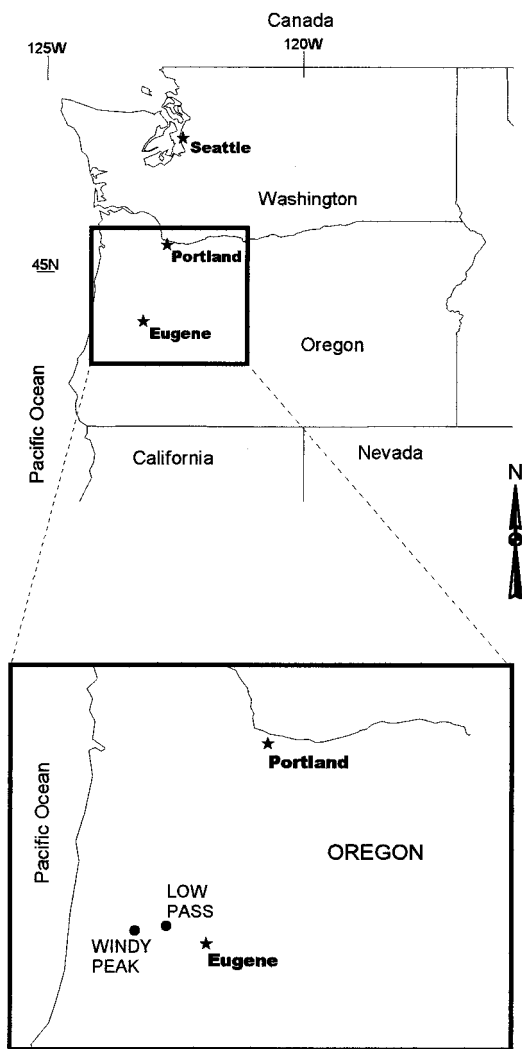 Canada
125W
120W
Seattle
Washington
45N
Portland
Eugene
Oregon
Pacific Ocean
California
Nevada
N
Portland
Pacific Ocean
OREGON
LOW
PASS
WINDY
PEAK
Eugene